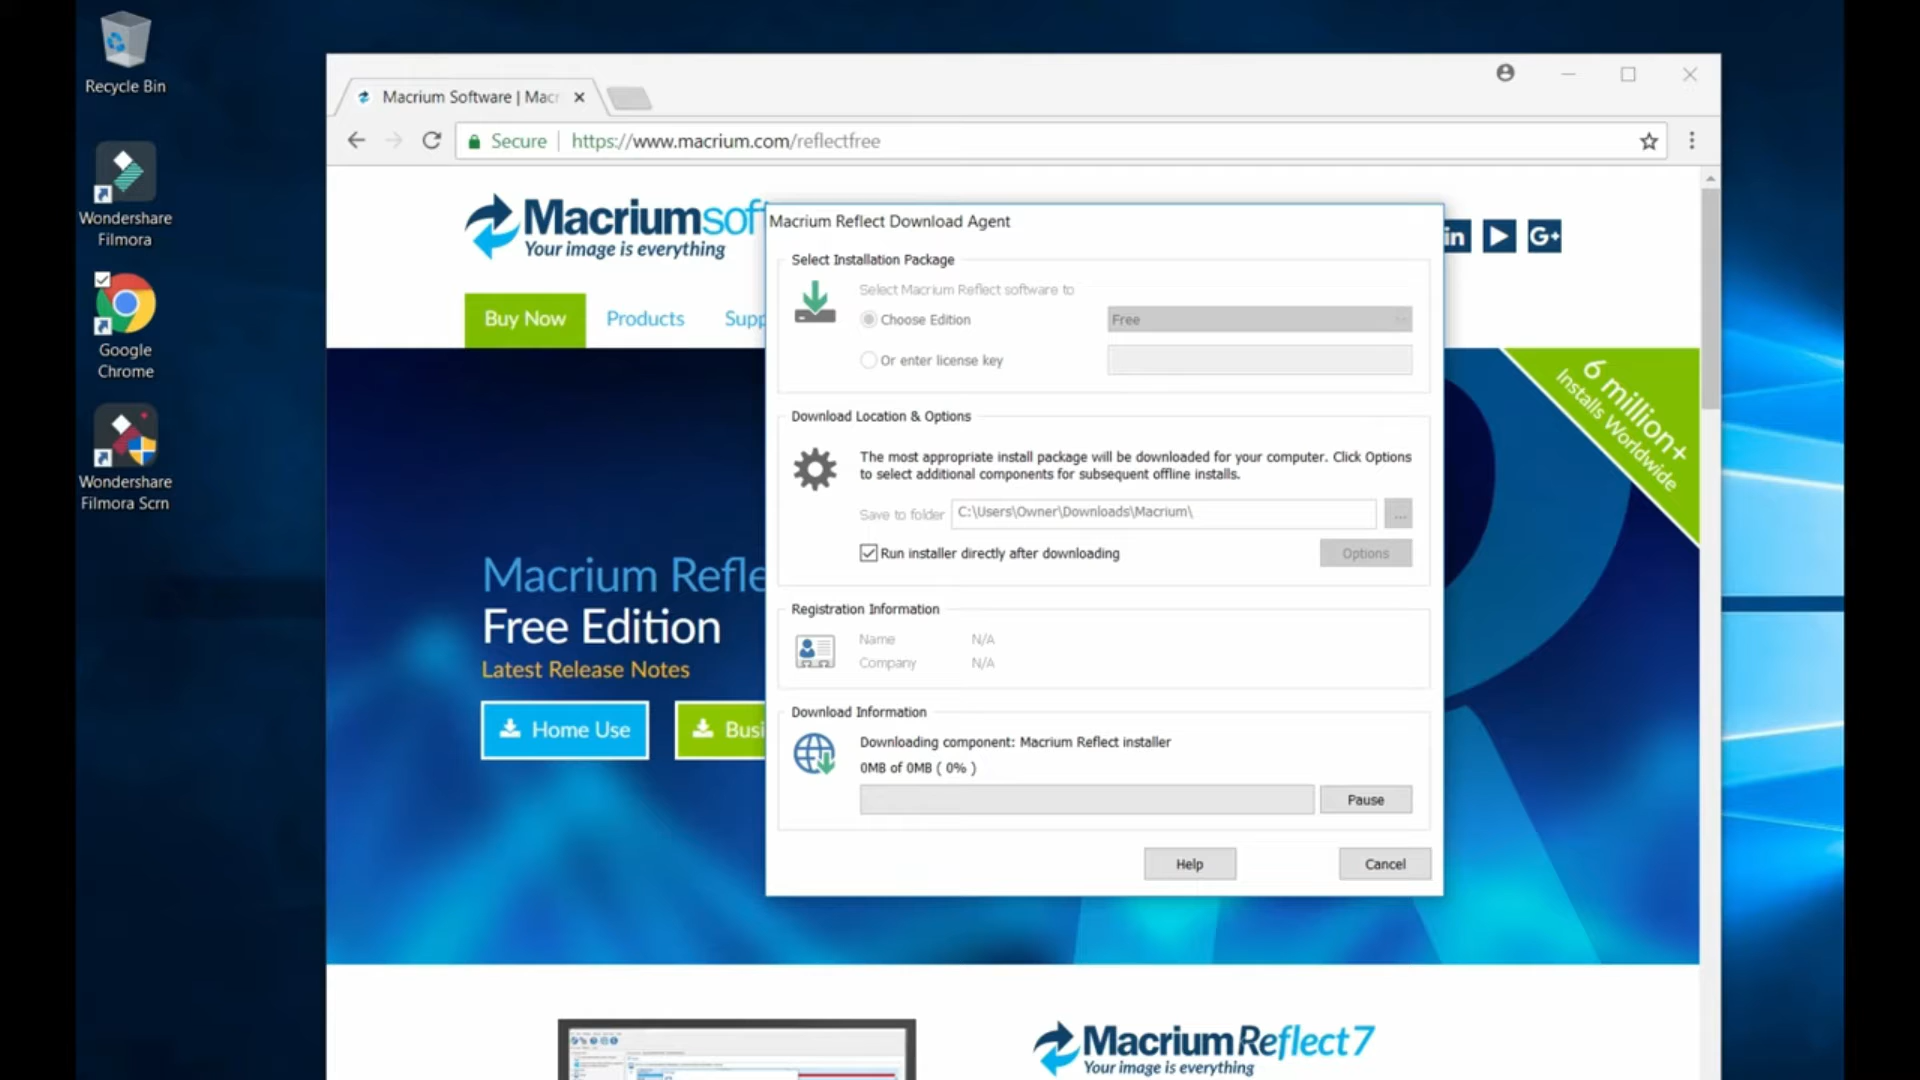 Recycle Bin
Wondershare
Filmora
Google
Chrome
Wondershare
Filmora Scrn
Macrium Software | Macr
Secure
https://www.macrium.com/reflectfree
Macriumsof
Your image is everything
in
G+
Buy Now
Products
Supp
6 million+
Installs Worldwide
Macrium Refle
Free Edition
Latest Release Notes
Home Use
Busi
Macrium Reflect Download Agent
Select Installation Package
Select Macrium Reflect software to
Choose Edition
Free
Or enter license key
Download Location & Options
The most appropriate install package will be downloaded for your computer. Click Options
to select additional components for subsequent offline installs.
Save to folder
C:\Users\Owner\Downloads\Macrium\
...
Run installer directly after downloading
Options
Registration Information
Name N/A
Company N/A
Download Information
Downloading component: Macrium Reflect installer
0MB of 0MB ( 0% )
Pause
Help
Cancel
Macrium Reflect 7
Your image is everything